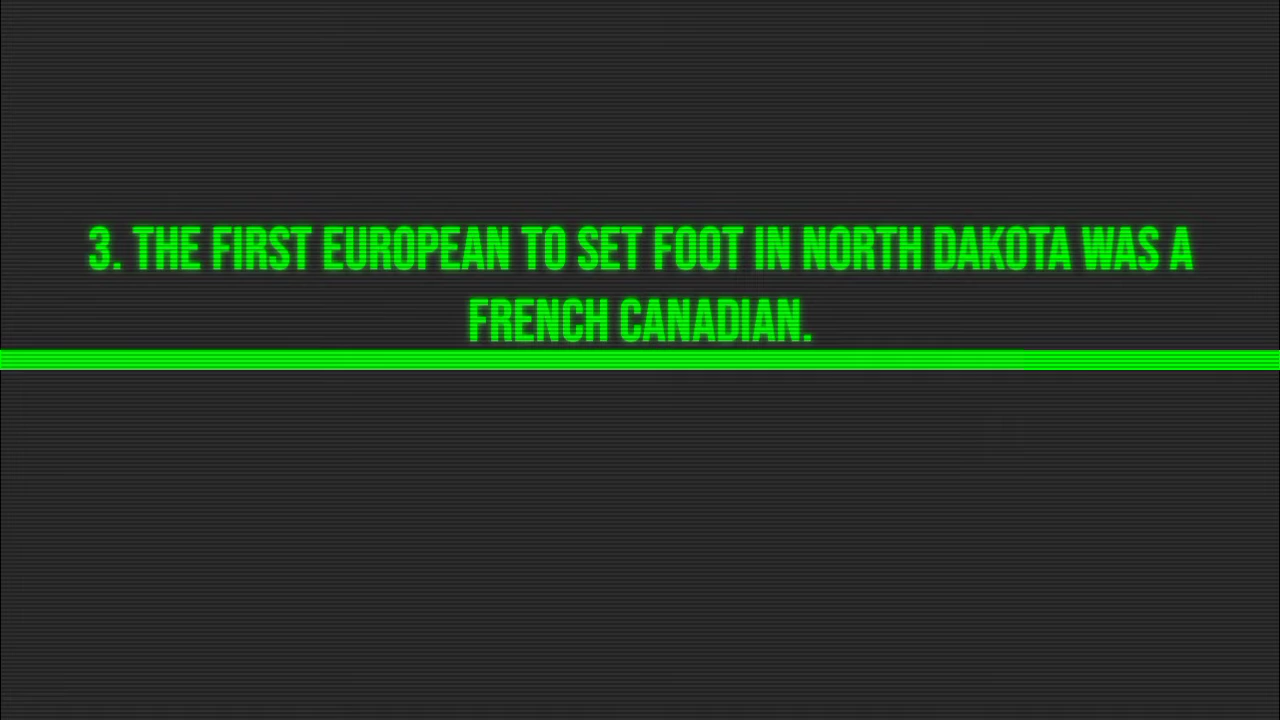 3. THE FIRST EUROPEAN TO SET FOOT IN NORTH DAKOTA WAS A
FRENCH CANADIAN.